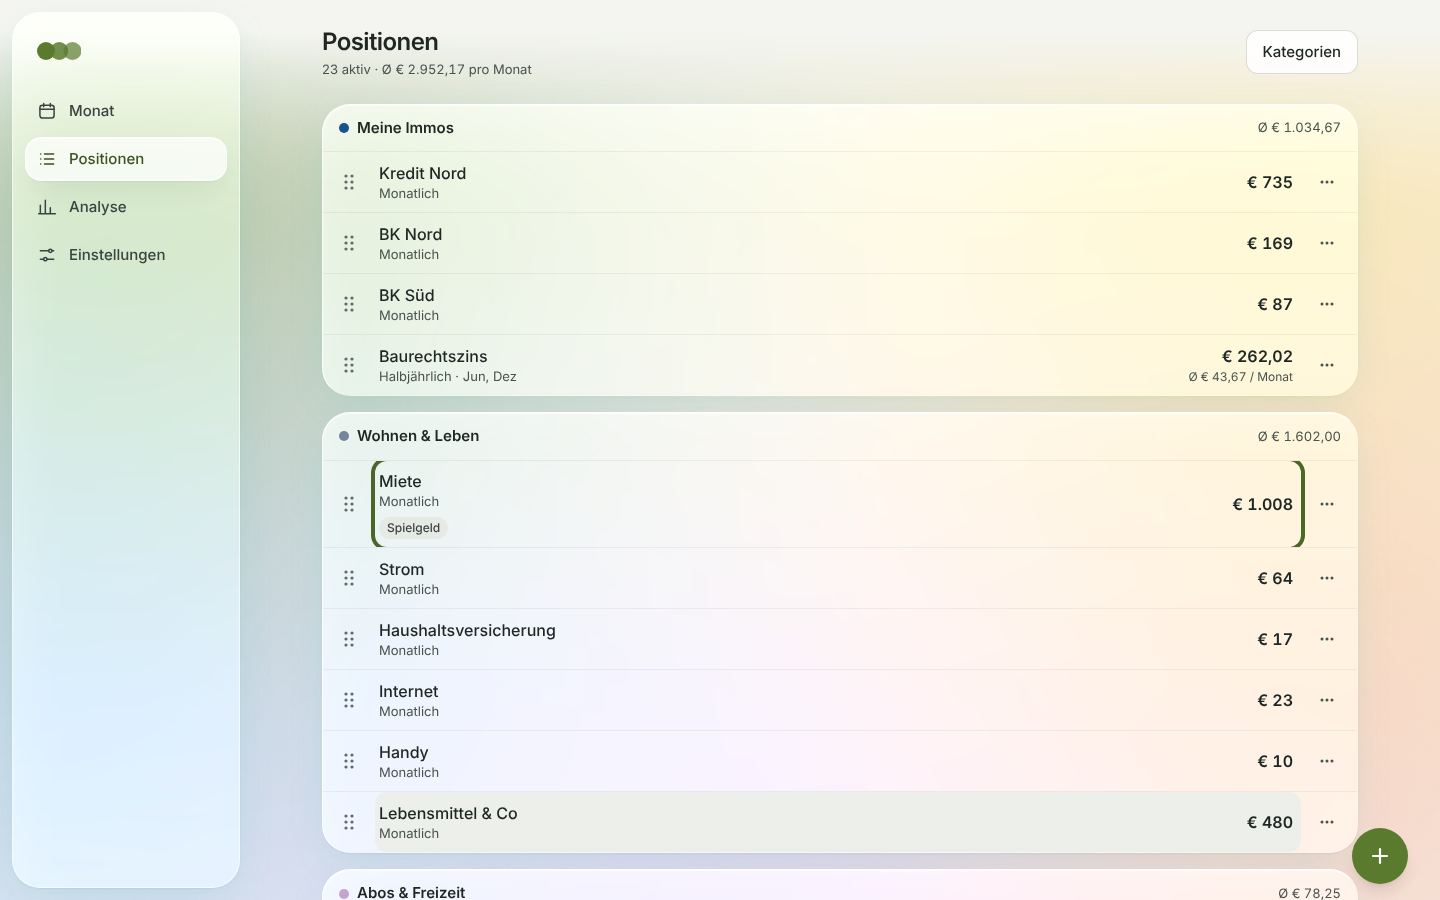 Monat
Positionen
Analyse
Einstellungen
Positionen
23 aktiv · Ø € 2.952,17 pro Monat
Kategorien
Meine Immos
Ø € 1.034,67
Kredit Nord
Monatlich
€ 735
BK Nord
Monatlich
€ 169
BK Süd
Monatlich
€ 87
Baurechtszins
Halbjährlich · Jun, Dez
€ 262,02
Ø € 43,67 / Monat
Wohnen & Leben
Ø € 1.602,00
Miete
Monatlich
Spielgeld
€ 1.008
Strom
Monatlich
€ 64
Haushaltsversicherung
Monatlich
€ 17
Internet
Monatlich
€ 23
Handy
Monatlich
€ 10
Lebensmittel & Co
Monatlich
€ 480
Abos & Freizeit
Ø € 78,25